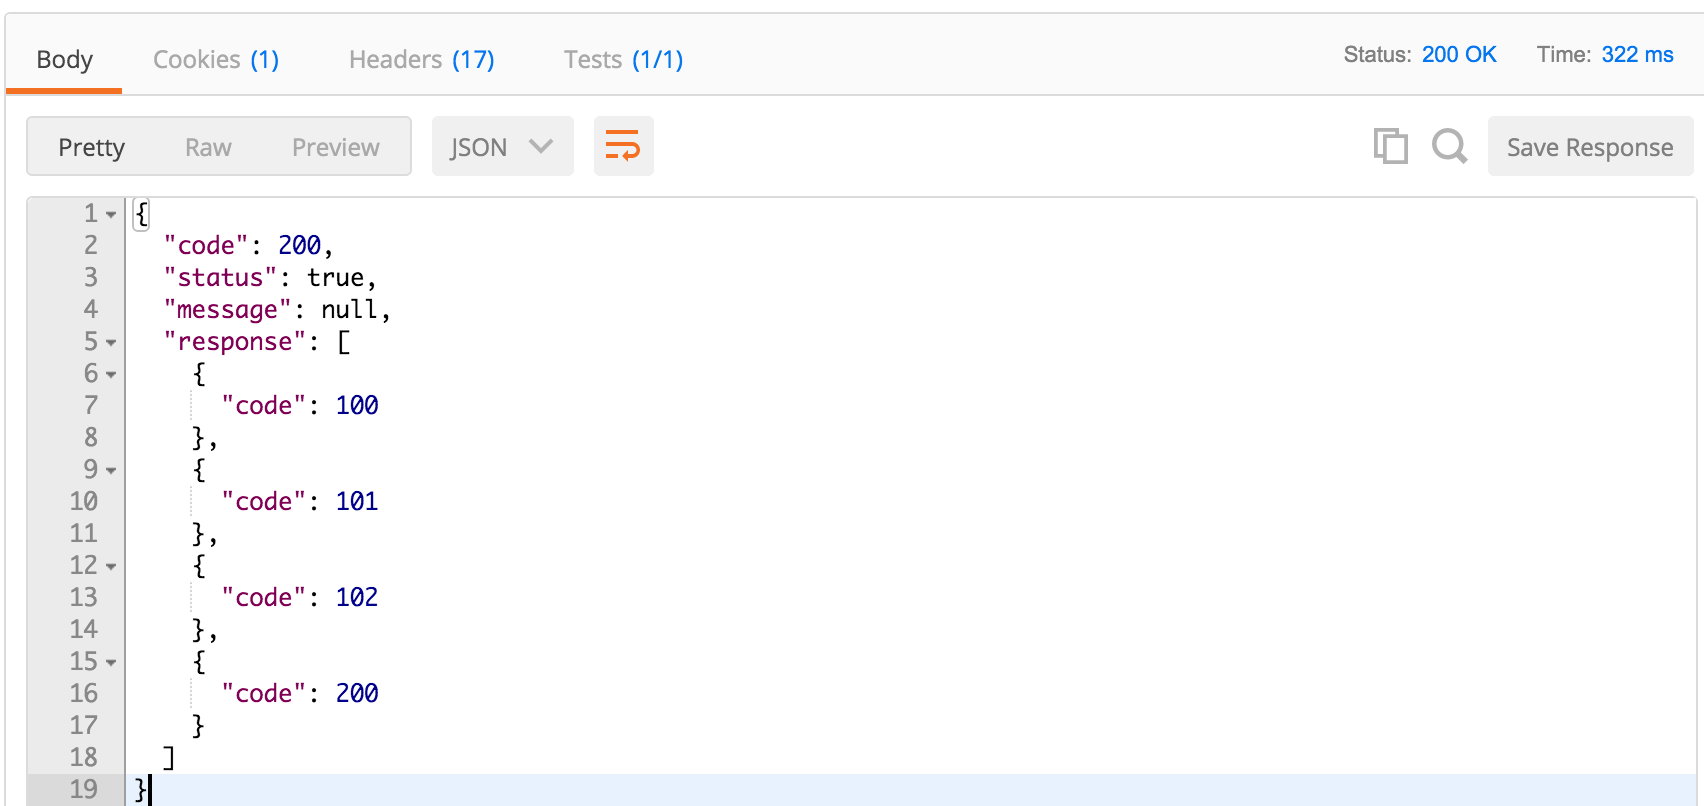 Body Cookies (1) Headers (17) Tests (1/1) Status: 200 OK Time: 322 ms
Pretty Raw Preview JSON Save Response
1 {
2 "code": 200,
3 "status": true,
4 "message": null,
5 "response": [
6 {
7 "code": 100
8 },
9 {
10 "code": 101
11 },
12 {
13 "code": 102
14 },
15 {
16 "code": 200
17 }
18 ]
19 }